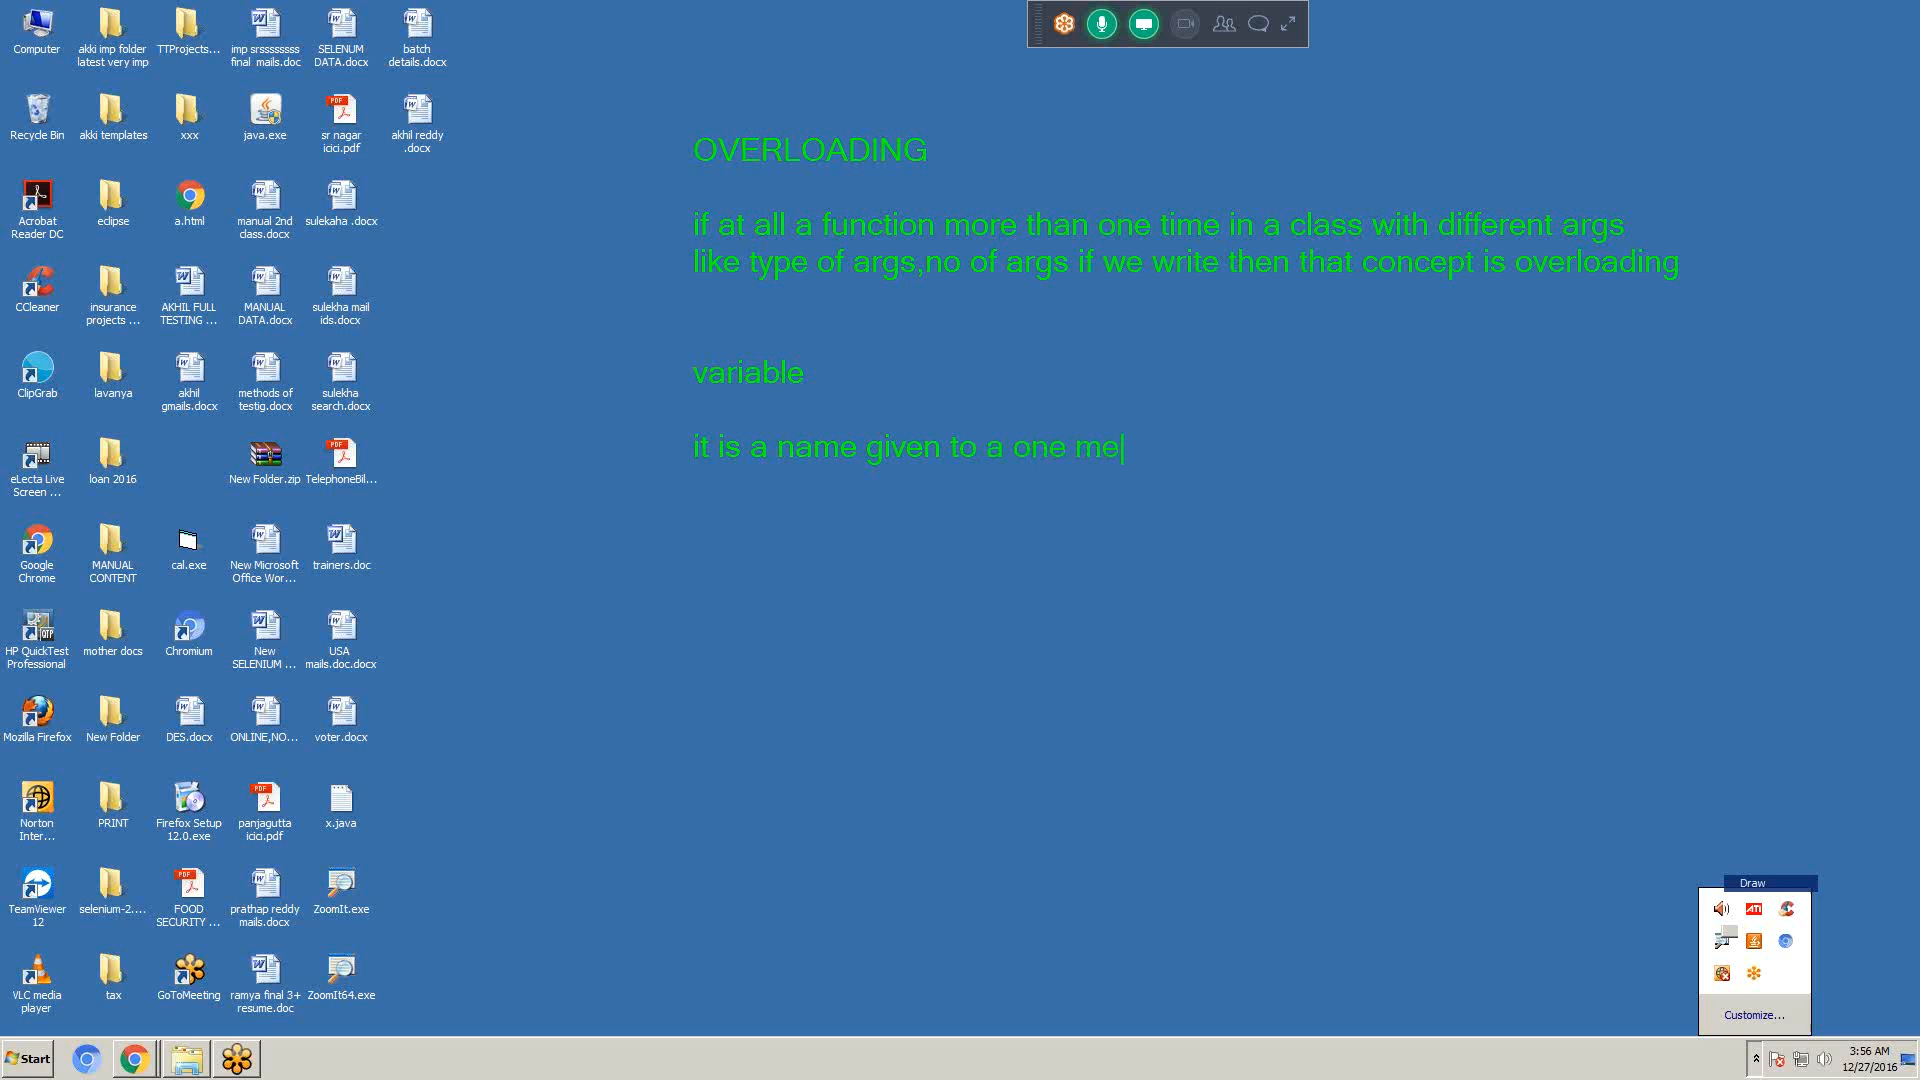 Computer
akki imp folder
latest very imp
TTProjects...
imp srsssssssss
final mails.doc
SELENUM
DATA.docx
batch
details.docx
Recycle Bin
akki templates
xxx
java.exe
sr nagar
icici.pdf
akhil reddy
.docx
Acrobat
Reader DC
eclipse
a.html
manual 2nd
class.docx
sulekaha .docx
CCleaner
insurance
projects ...
AKHIL FULL
TESTING ...
MANUAL
DATA.docx
sulekha mail
ids.docx
ClipGrab
lavanya
akhil
gmails.docx
methods of
testig.docx
sulekha
search.docx
eLecta Live
Screen ...
loan 2016
New Folder.zip
TelephoneBil...
Google
Chrome
MANUAL
CONTENT
cal.exe
New Microsoft
Office Wor...
trainers.doc
HP QuickTest
Professional
mother docs
Chromium
New
SELENIUM ...
USA
mails.doc.docx
Mozilla Firefox
New Folder
DES.docx
ONLINE,NO...
voter.docx
Norton
Inter...
PRINT
Firefox Setup
12.0.exe
panjagutta
icici.pdf
x.java
TeamViewer
12
selenium-2....
FOOD
SECURITY ...
prathap reddy
mails.docx
ZoomIt.exe
VLC media
player
tax
GoToMeeting
ramya final 3+
resume.doc
ZoomIt64.exe
OVERLOADING
if at all a function more than one time in a class with different args
like type of args,no of args if we write then that concept is overloading
variable
it is a name given to a one me
Draw
ATI
Customize...
Start
3:56 AM
12/27/2016